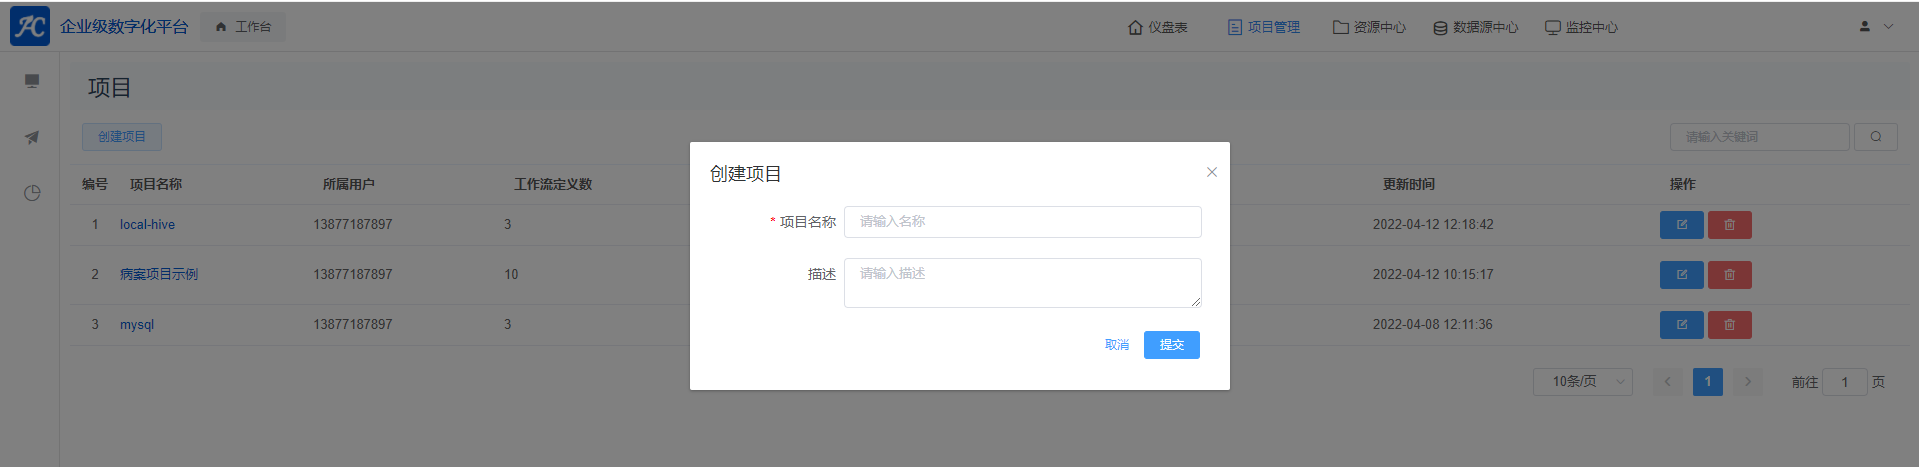 企业级数字化平台 工作台 仪盘表 项目管理 资源中心 数据源中心 监控中心
项目
创建项目 请输入关键词
编号 项目名称 所属用户 工作流定义数 更新时间 操作
1 local-hive 13877187897 3 2022-04-12 12:18:42
2 病案项目示例 13877187897 10 2022-04-12 10:15:17
3 mysql 13877187897 3 2022-04-08 12:11:36
10条/页 1 前往 1 页
创建项目
* 项目名称 请输入名称
描述 请输入描述
取消 提交